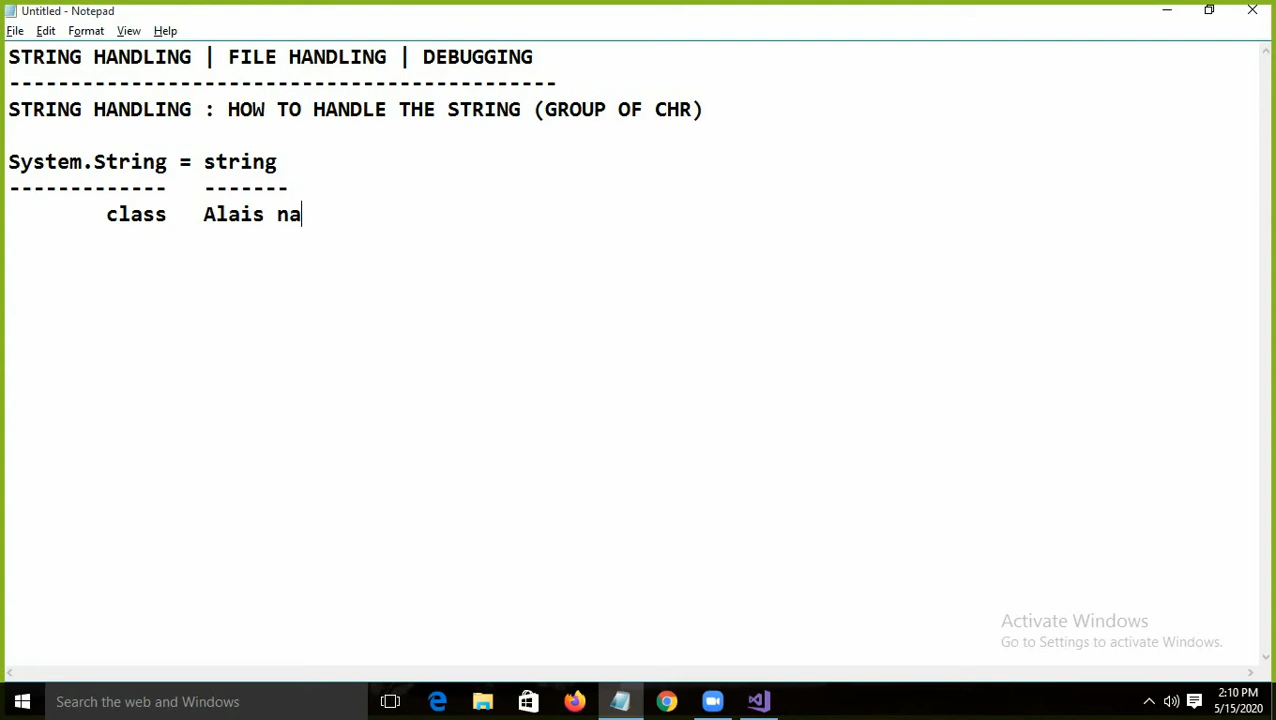 Untitled - Notepad
File Edit Format View Help
STRING HANDLING | FILE HANDLING | DEBUGGING
---------------------------------------------
STRING HANDLING : HOW TO HANDLE THE STRING (GROUP OF CHR)
System.String = string
------------- -------
class Alais na
Activate Windows
Go to Settings to activate Windows.
Search the web and Windows
2:10 PM
5/15/2020